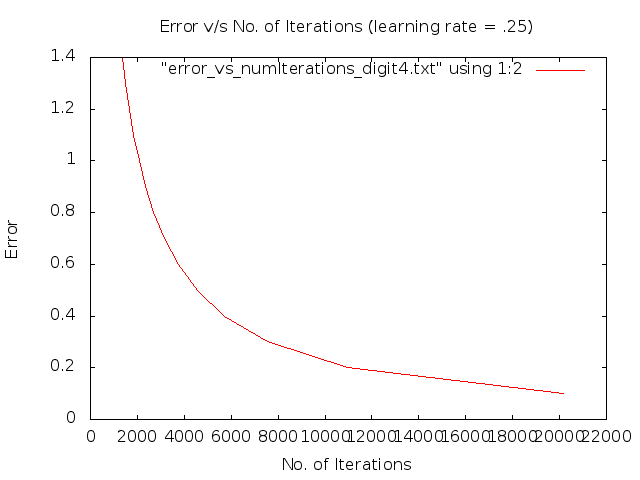 Error v/s No. of Iterations (learning rate = .25)
"error_vs_numIterations_digit4.txt" using 1:2
1.4
1.2
1
0.8
0.6
0.4
0.2
0
Error
0 2000 4000 6000 8000 10000 12000 14000 16000 18000 20000 22000
No. of Iterations